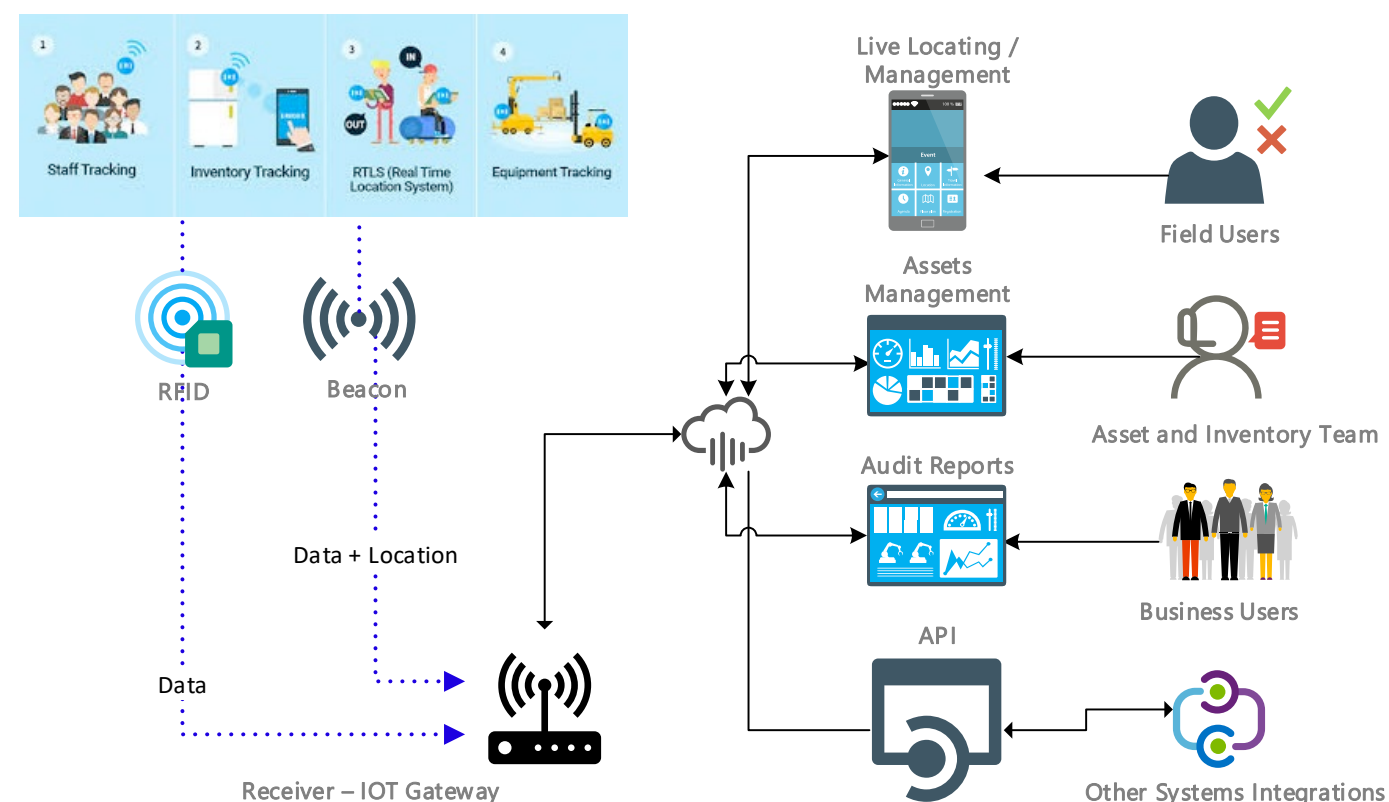 1
2
3
4
IN
OUT
Staff Tracking
Inventory Tracking
RTLS (Real Time
Location System)
Equipment Tracking
RFID
Beacon
Data + Location
Data
Receiver – IOT Gateway
Live Locating /
Management
Event
Field Users
Assets
Management
Asset and Inventory Team
Audit Reports
Business Users
API
Other Systems Integrations